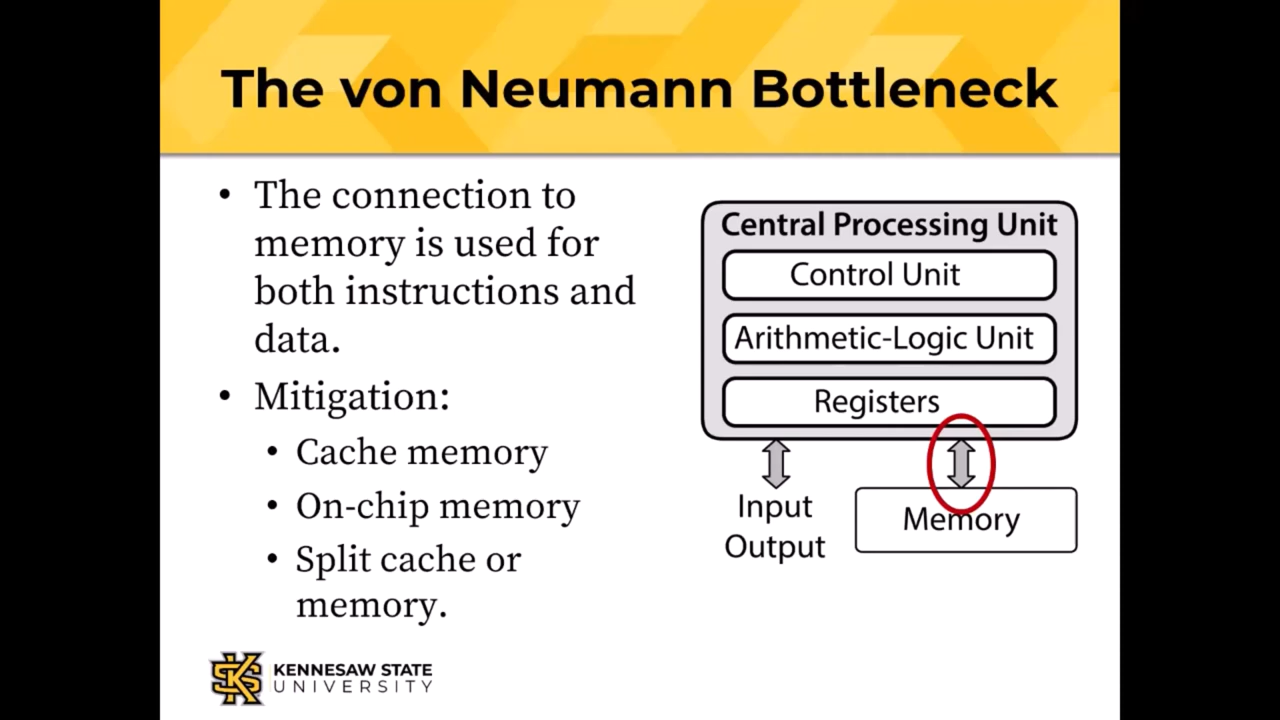 The von Neumann Bottleneck
• The connection to
memory is used for
both instructions and
data.
• Mitigation:
• Cache memory
• On-chip memory
• Split cache or
memory.
Central Processing Unit
Control Unit
Arithmetic-Logic Unit
Registers
Input
Output
Memory
KENNESAW STATE
UNIVERSITY